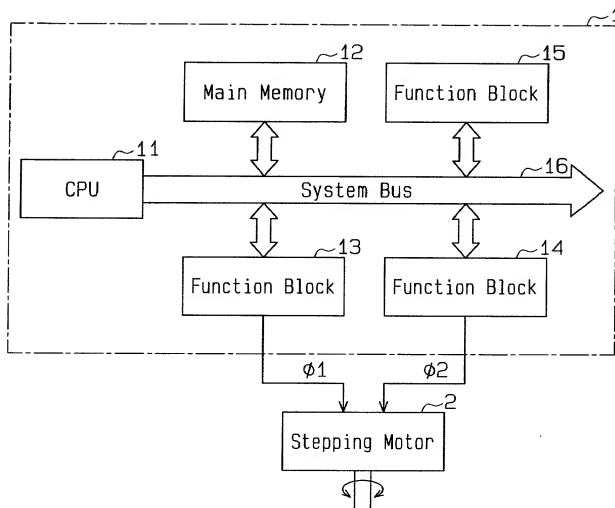 1
12
Main Memory
15
Function Block
11
CPU
16
System Bus
13
Function Block
14
Function Block
φ1
φ2
2
Stepping Motor